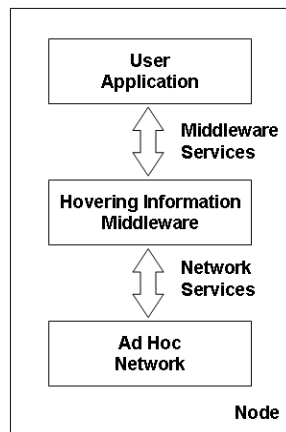 User
Application
Middleware
Services
Hovering Information
Middleware
Network
Services
Ad Hoc
Network
Node